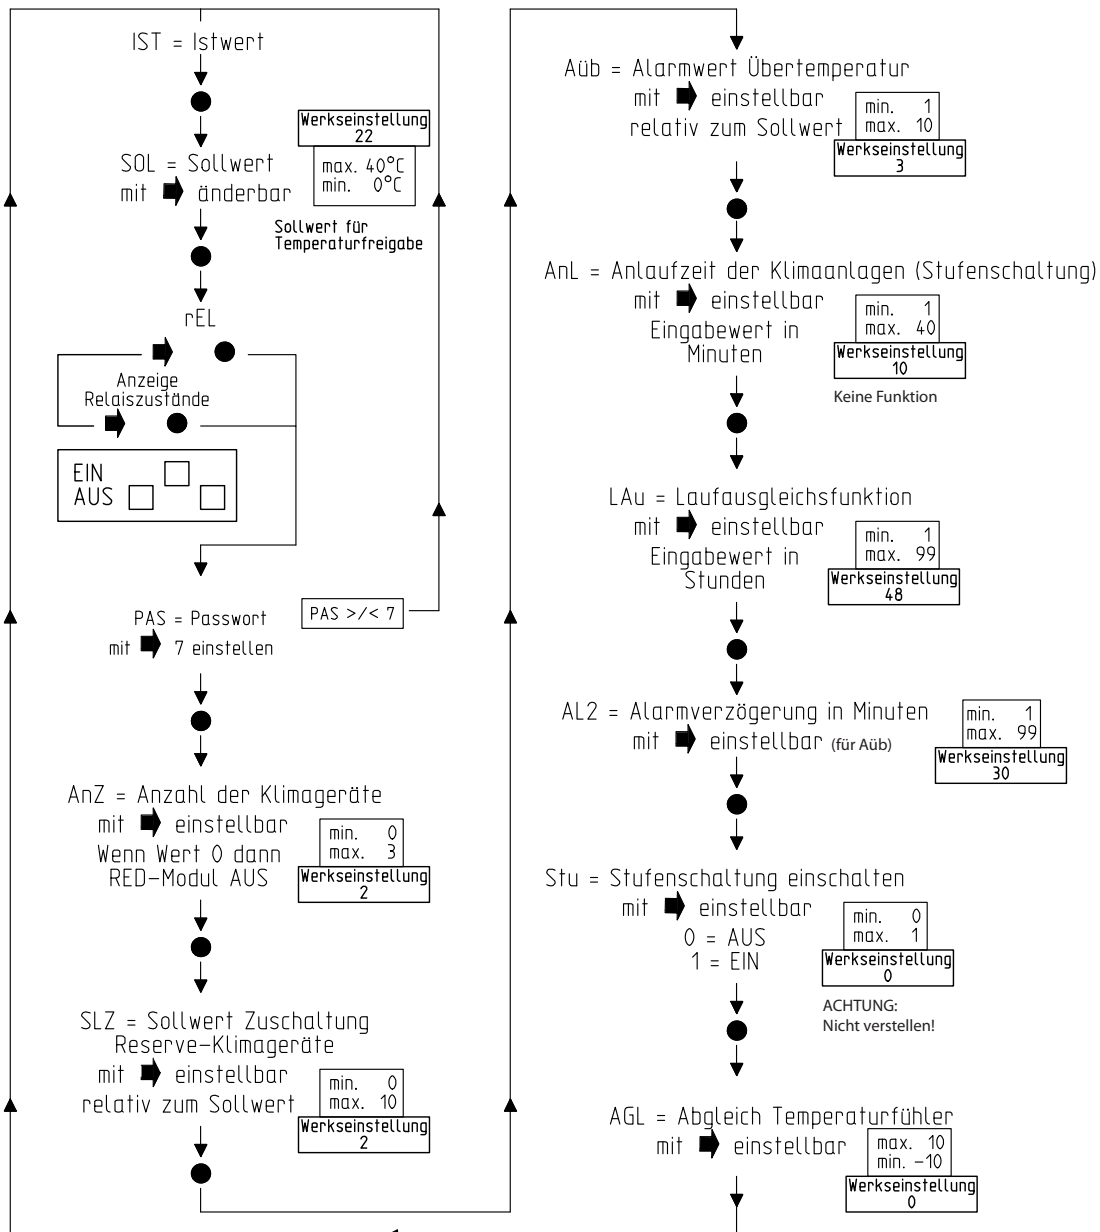 IST = Istwert
Werkseinstellung
22
SOL = Sollwert
mit änderbar
max. 40°C
min. 0°C
Sollwert für
Temperaturfreigabe
rEL
Anzeige
Relaiszustände
EIN
AUS
PAS = Passwort
mit 7 einstellen
PAS >/< 7
AnZ = Anzahl der Klimageräte
mit einstellbar
Wenn Wert 0 dann
RED-Modul AUS
min. 0
max. 3
Werkseinstellung
2
SLZ = Sollwert Zuschaltung
Reserve-Klimageräte
mit einstellbar
relativ zum Sollwert
min. 0
max. 10
Werkseinstellung
2
Aüb = Alarmwert Übertemperatur
mit einstellbar
relativ zum Sollwert
min. 1
max. 10
Werkseinstellung
3
AnL = Anlaufzeit der Klimaanlagen (Stufenschaltung)
mit einstellbar
Eingabewert in
Minuten
min. 1
max. 40
Werkseinstellung
10
Keine Funktion
LAu = Laufausgleichsfunktion
mit einstellbar
Eingabewert in
Stunden
min. 1
max. 99
Werkseinstellung
48
AL2 = Alarmverzögerung in Minuten
mit einstellbar (für Aüb)
min. 1
max. 99
Werkseinstellung
30
Stu = Stufenschaltung einschalten
mit einstellbar
0 = AUS
1 = EIN
min. 0
max. 1
Werkseinstellung
0
ACHTUNG:
Nicht verstellen!
AGL = Abgleich Temperaturfühler
mit einstellbar
max. 10
min. -10
Werkseinstellung
0